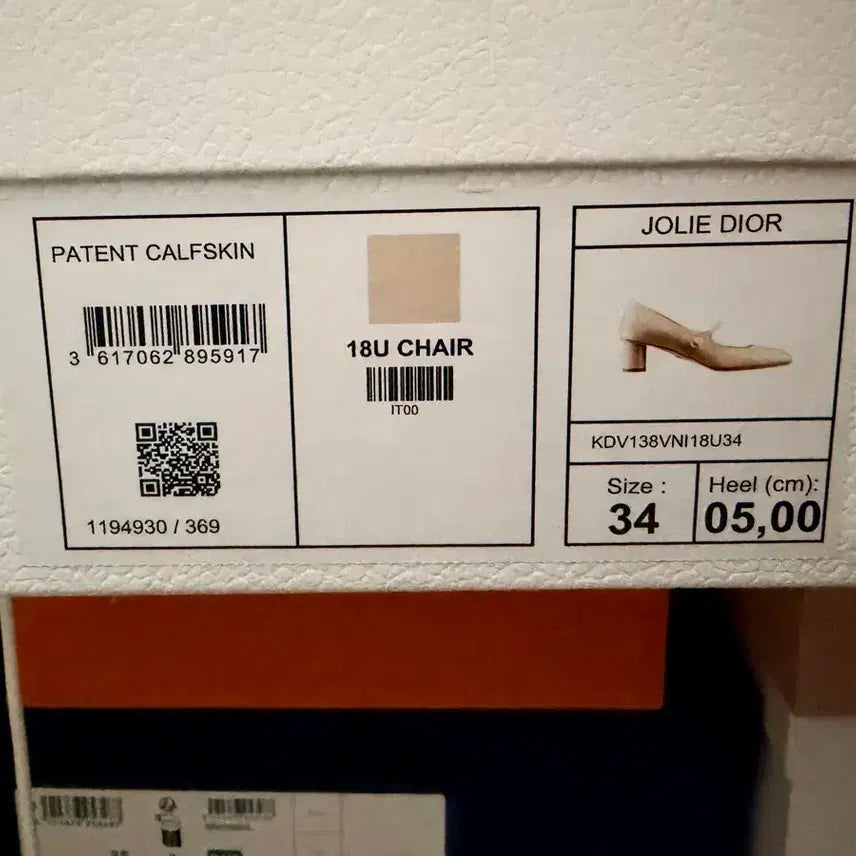 PATENT CALFSKIN
3 617062 895917
1194930 / 369
18U CHAIR
IT00
JOLIE DIOR
KDV138VNI18U34
Size :
34
Heel (cm):
05,00